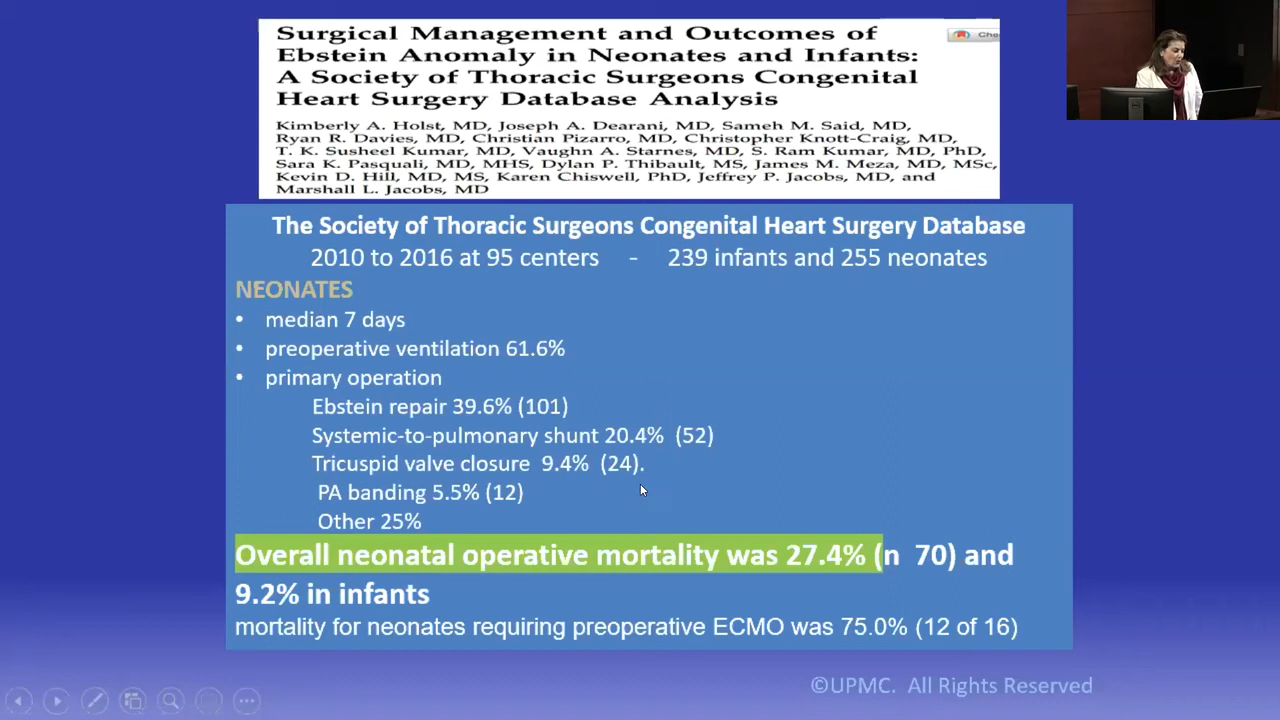 Surgical Management and Outcomes of
Ebstein Anomaly in Neonates and Infants:
A Society of Thoracic Surgeons Congenital
Heart Surgery Database Analysis
Kimberly A. Holst, MD, Joseph A. Dearani, MD, Sameh M. Said, MD,
Ryan R. Davies, MD, Christian Pizarro, MD, Christopher Knott-Craig, MD,
T. K. Susheel Kumar, MD, Vaughn A. Starnes, MD, S. Ram Kumar, MD, PhD,
Sara K. Pasquali, MD, MHS, Dylan P. Thibault, MS, James M. Meza, MD, MSc,
Kevin D. Hill, MD, MS, Karen Chiswell, PhD, Jeffrey P. Jacobs, MD, and
Marshall L. Jacobs, MD
The Society of Thoracic Surgeons Congenital Heart Surgery Database
2010 to 2016 at 95 centers - 239 infants and 255 neonates
NEONATES
• median 7 days
• preoperative ventilation 61.6%
• primary operation
Ebstein repair 39.6% (101)
Systemic-to-pulmonary shunt 20.4% (52)
Tricuspid valve closure 9.4% (24).
PA banding 5.5% (12)
Other 25%
Overall neonatal operative mortality was 27.4% (n 70) and
9.2% in infants
mortality for neonates requiring preoperative ECMO was 75.0% (12 of 16)
©UPMC. All Rights Reserved